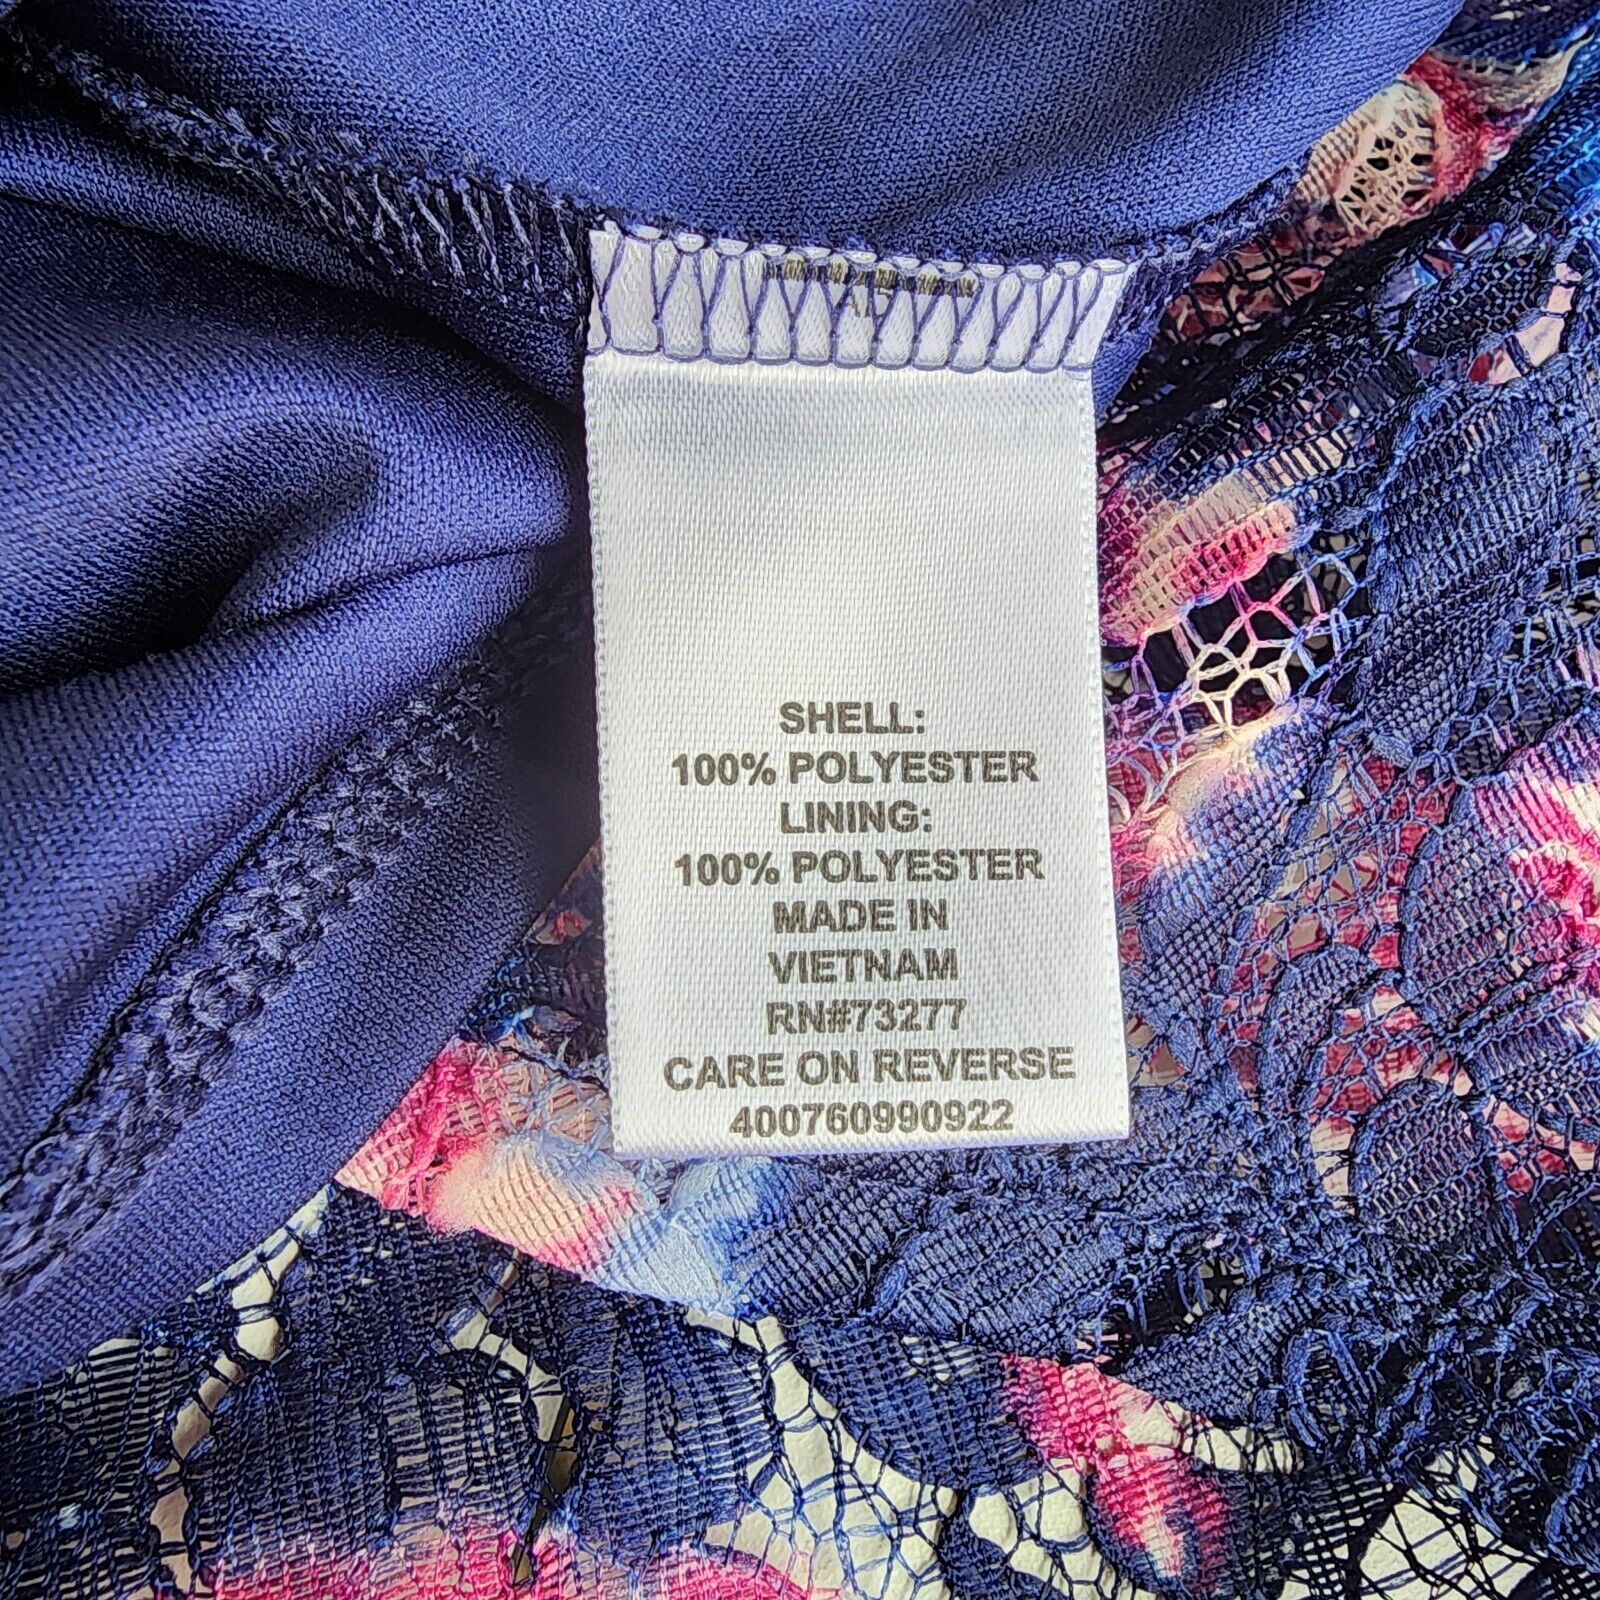 SHELL:
100% POLYESTER
LINING:
100% POLYESTER
MADE IN
VIETNAM
RN#73277
CARE ON REVERSE
400760990922